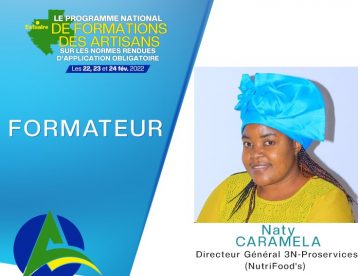 LE PROGRAMME NATIONAL
DE FORMATIONS
DES ARTISANS
SUR LES NORMES RENDUES
D'APPLICATION OBLIGATOIRE
Les 22, 23 et 24 fév. 2022
FORMATEUR
Naty
CARAMELA
Directeur Général 3N-Proservices
(NutriFood's)